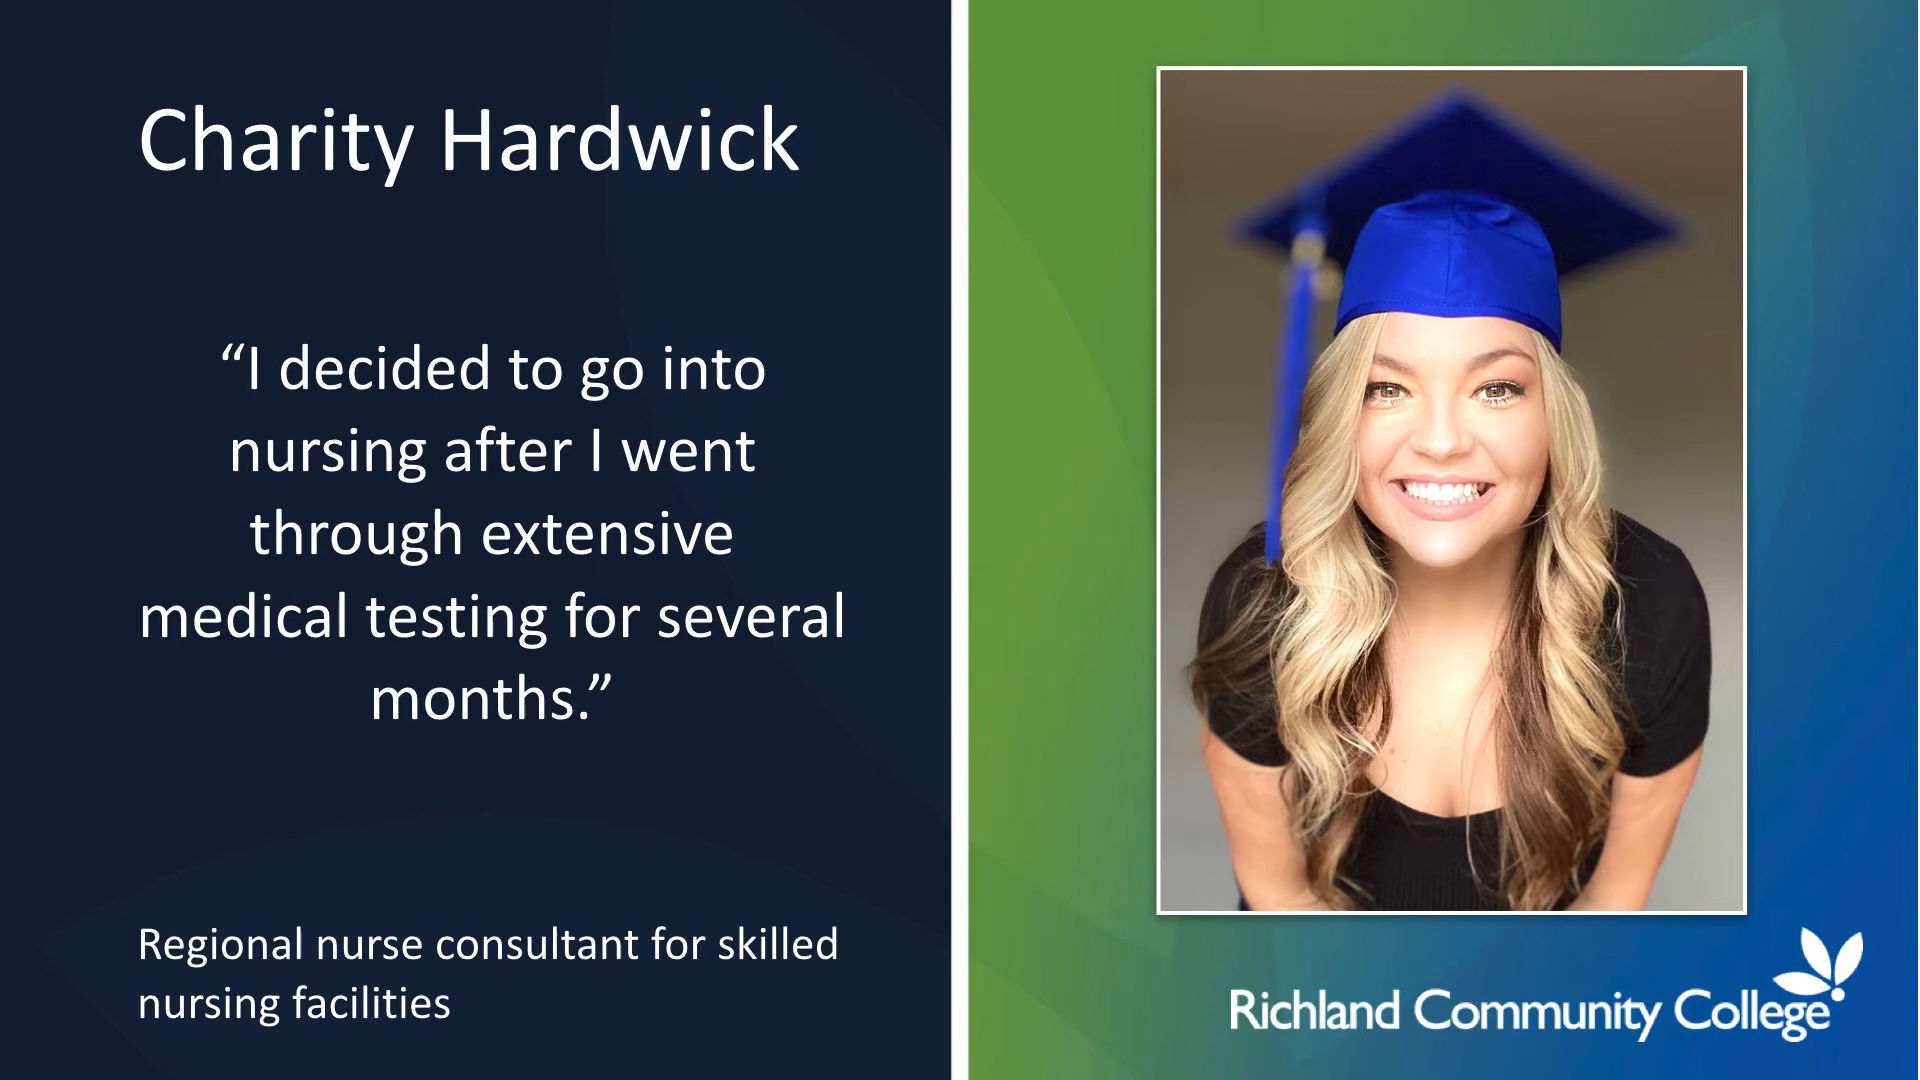 Charity Hardwick
“I decided to go into
nursing after I went
through extensive
medical testing for several
months.”
Regional nurse consultant for skilled
nursing facilities
Richland Community College